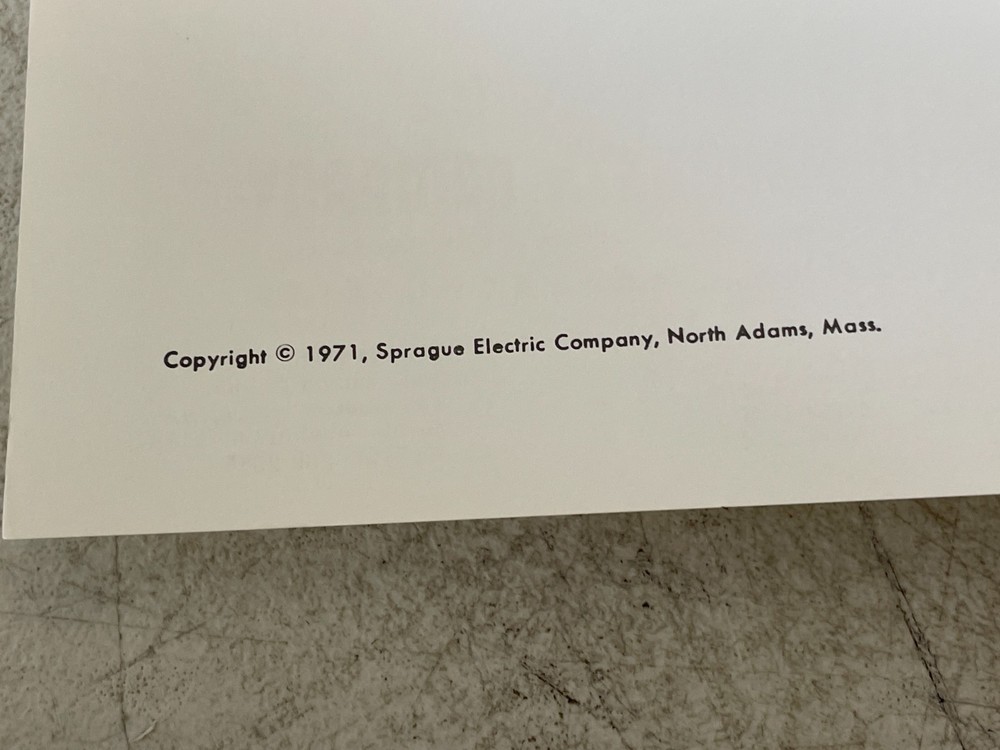 Copyright © 1971, Sprague Electric Company, North Adams, Mass.